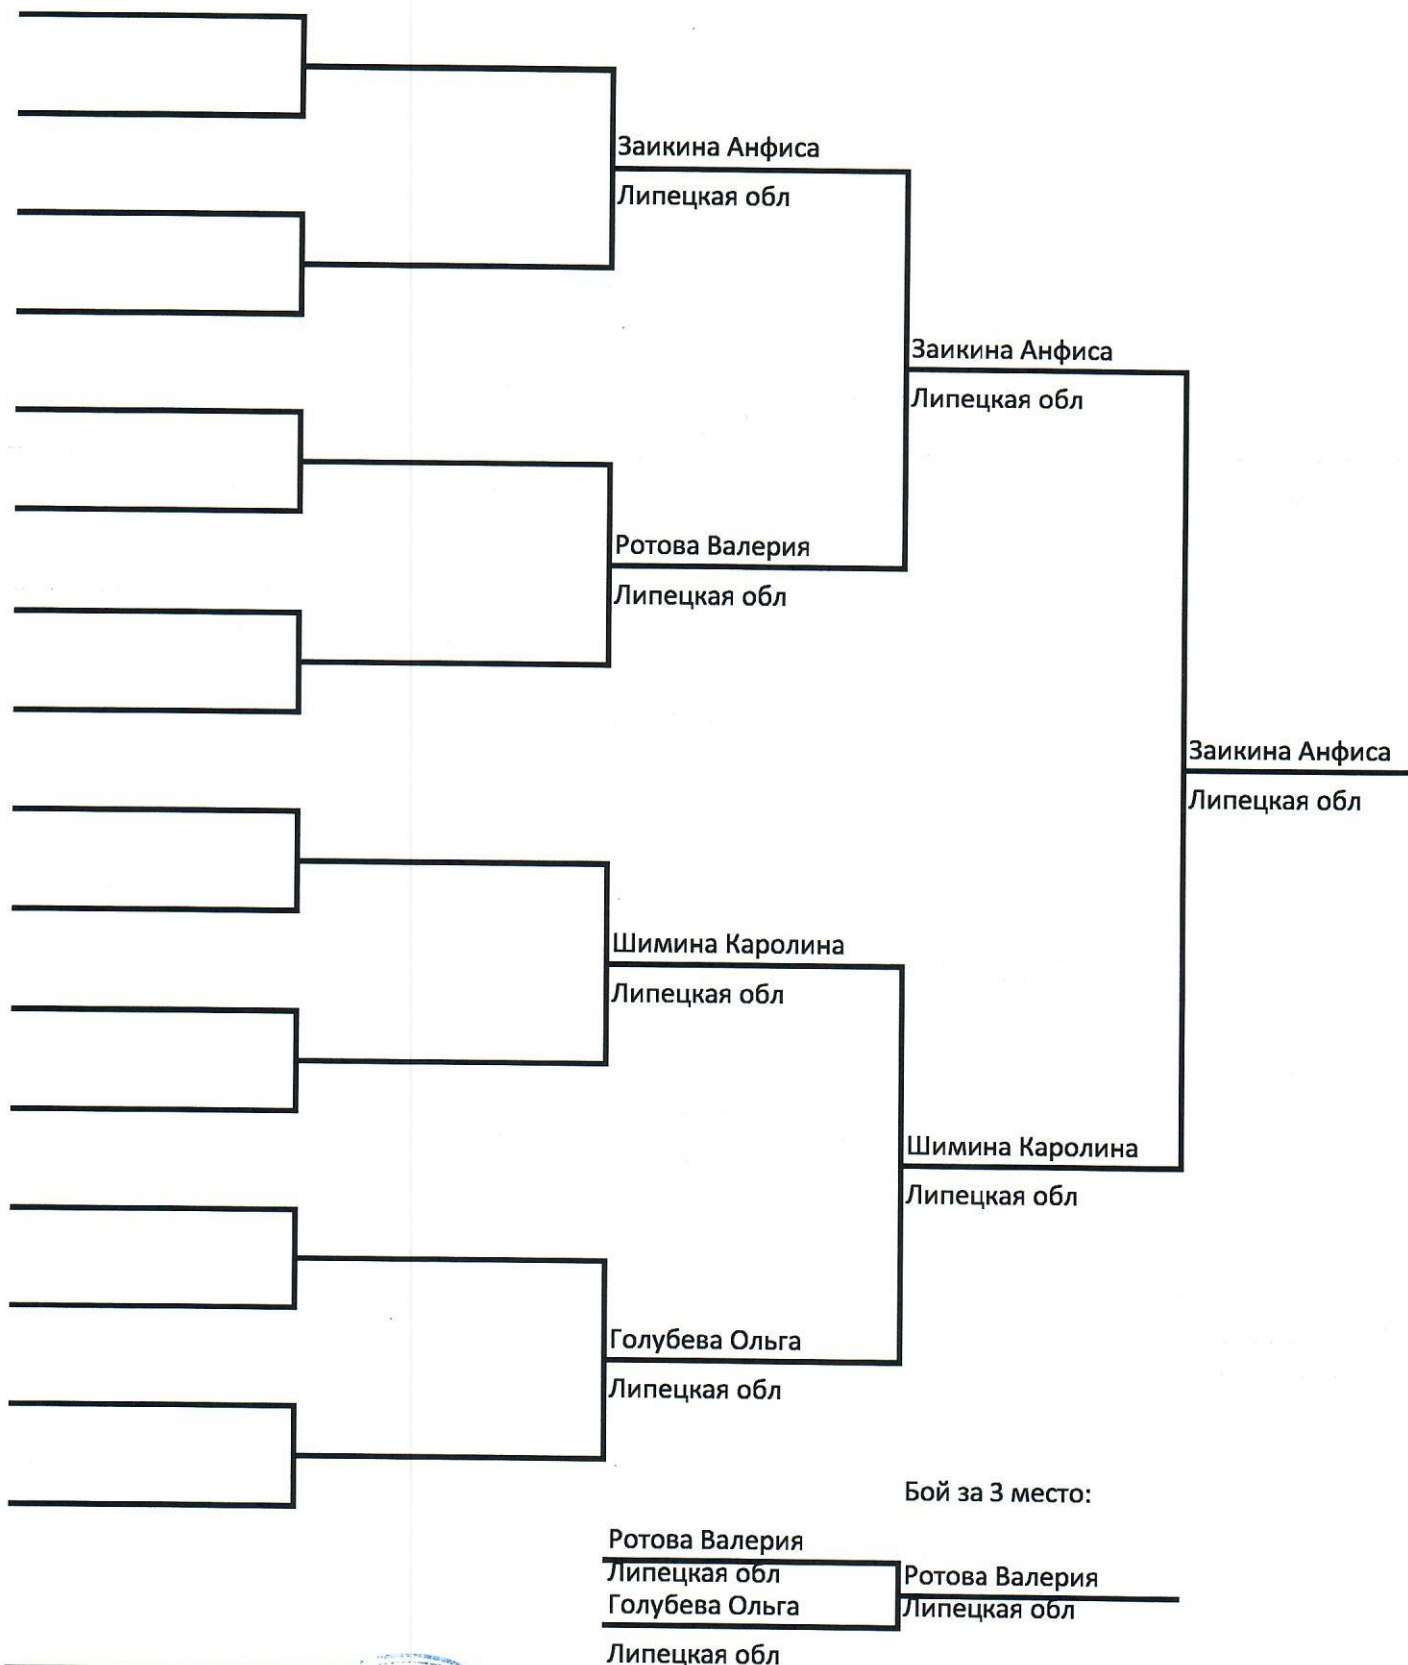 Заикина Анфиса
Липецкая обл
Заикина Анфиса
Липецкая обл
Ротова Валерия
Липецкая обл
Заикина Анфиса
Липецкая обл
Шимина Каролина
Липецкая обл
Шимина Каролина
Липецкая обл
Голубева Ольга
Липецкая обл
Бой за 3 место:
Ротова Валерия
Липецкая обл
Голубева Ольга
Липецкая обл
Ротова Валерия
Липецкая обл